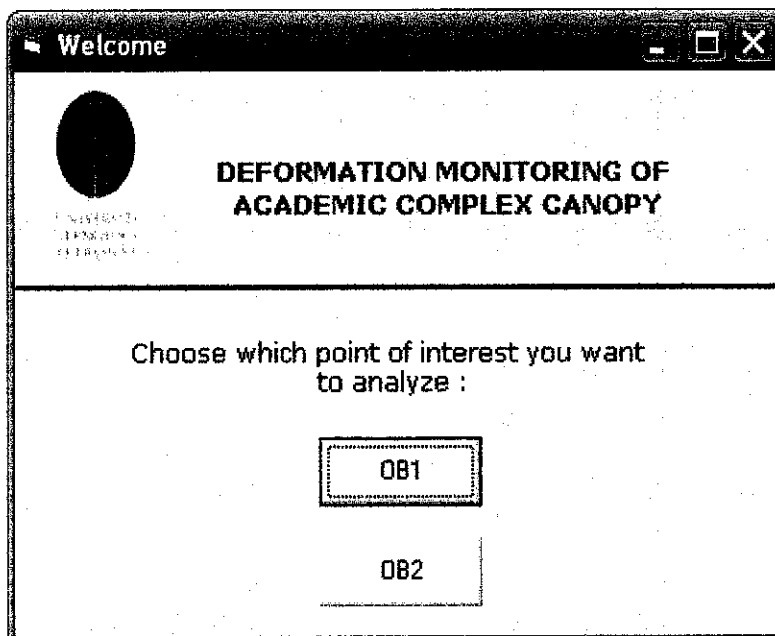 Welcome
DEFORMATION MONITORING OF
ACADEMIC COMPLEX CANOPY
Choose which point of interest you want
to analyze :
OB1
OB2